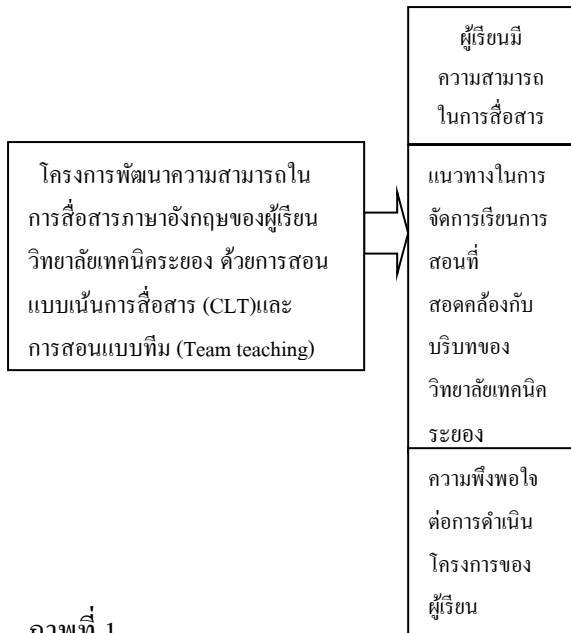 โครงการพัฒนาความสามารถใน
การสื่อสารภาษาอังกฤษของผู้เรียน
วิทยาลัยเทคนิคระยอง ด้วยการสอน
แบบเน้นการสื่อสาร (CLT)และ
การสอนแบบทีม (Team teaching)
ผู้เรียนมี
ความสามารถ
ในการสื่อสาร
แนวทางในการ
จัดการเรียนการ
สอนที่
สอดคล้องกับ
บริบทของ
วิทยาลัยเทคนิค
ระยอง
ความพึงพอใจ
ต่อการดำเนิน
โครงการของ
ผู้เรียน
ภาพที่ 1